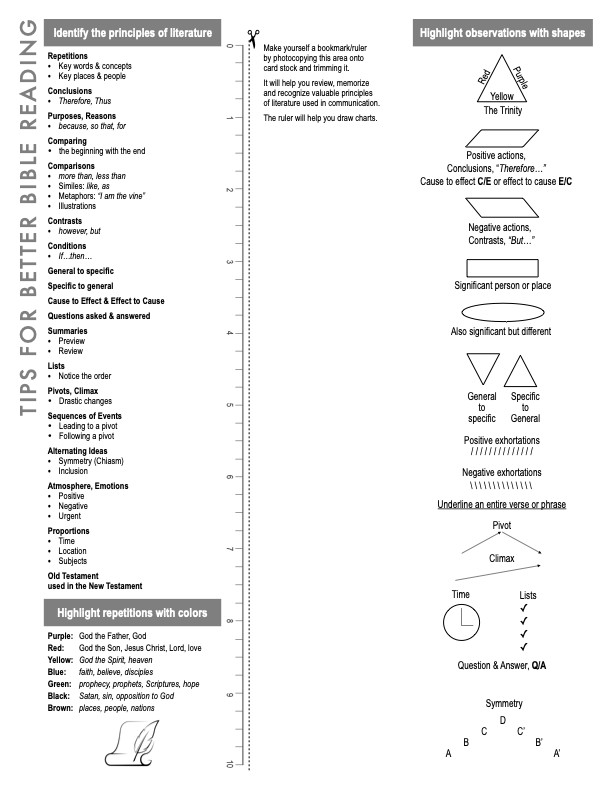 TIPS FOR BETTER BIBLE READING
Identify the principles of literature
Repetitions
• Key words & concepts
• Key places & people
Conclusions
• Therefore, Thus
Purposes, Reasons
• because, so that, for
Comparing
• the beginning with the end
Comparisons
• more than, less than
• Similes: like, as
• Metaphors: “I am the vine”
• Illustrations
Contrasts
• however, but
Conditions
• If…then…
General to specific
Specific to general
Cause to Effect & Effect to Cause
Questions asked & answered
Summaries
• Preview
• Review
Lists
• Notice the order
Pivots, Climax
• Drastic changes
Sequences of Events
• Leading to a pivot
• Following a pivot
Alternating Ideas
• Symmetry (Chiasm)
• Inclusion
Atmosphere, Emotions
• Positive
• Negative
• Urgent
Proportions
• Time
• Location
• Subjects
Old Testament
used in the New Testament
Highlight repetitions with colors
Purple: God the Father, God
Red: God the Son, Jesus Christ, Lord, love
Yellow: God the Spirit, heaven
Blue: faith, believe, disciples
Green: prophecy, prophets, Scriptures, hope
Black: Satan, sin, opposition to God
Brown: places, people, nations
0
1
2
3
4
5
6
7
8
9
10
Make yourself a bookmark/ruler
by photocopying this area onto
card stock and trimming it.
It will help you review, memorize
and recognize valuable principles
of literature used in communication.
The ruler will help you draw charts.
Highlight observations with shapes
Red
Purple
Yellow
The Trinity
Positive actions,
Conclusions, “Therefore…”
Cause to effect C/E or effect to cause E/C
Negative actions,
Contrasts, “But…”
Significant person or place
Also significant but different
General
to
specific
Specific
to
General
Positive exhortations
/ / / / / / / / / / / / / /
Negative exhortations
\ \ \ \ \ \ \ \ \ \ \ \ \ \
Underline an entire verse or phrase
Pivot
Climax
Time
Lists
✓
✓
✓
✓
Question & Answer, Q/A
Symmetry
D
C C’
B B’
A A’